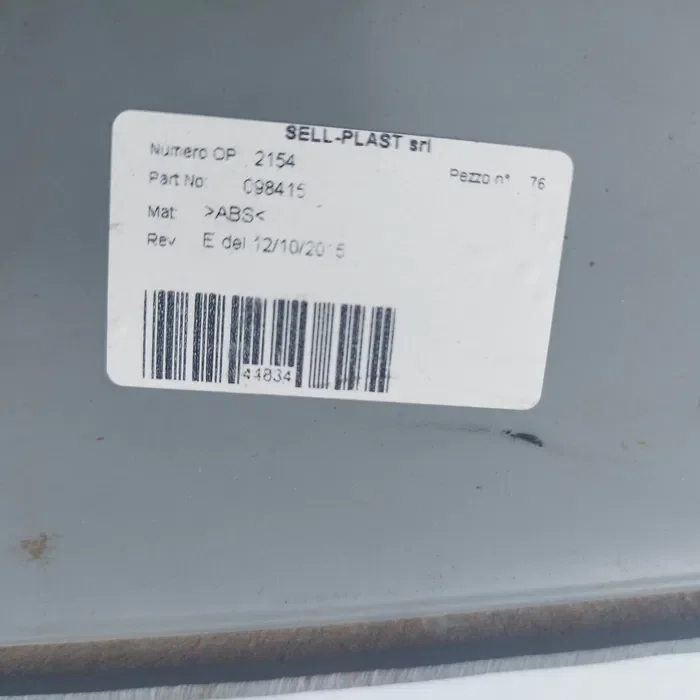 SELL-PLAST srl
Numero OP 2154 Pezzo n° 76
Part No: 098415
Mat: >ABS<
Rev E del 12/10/2015
44834